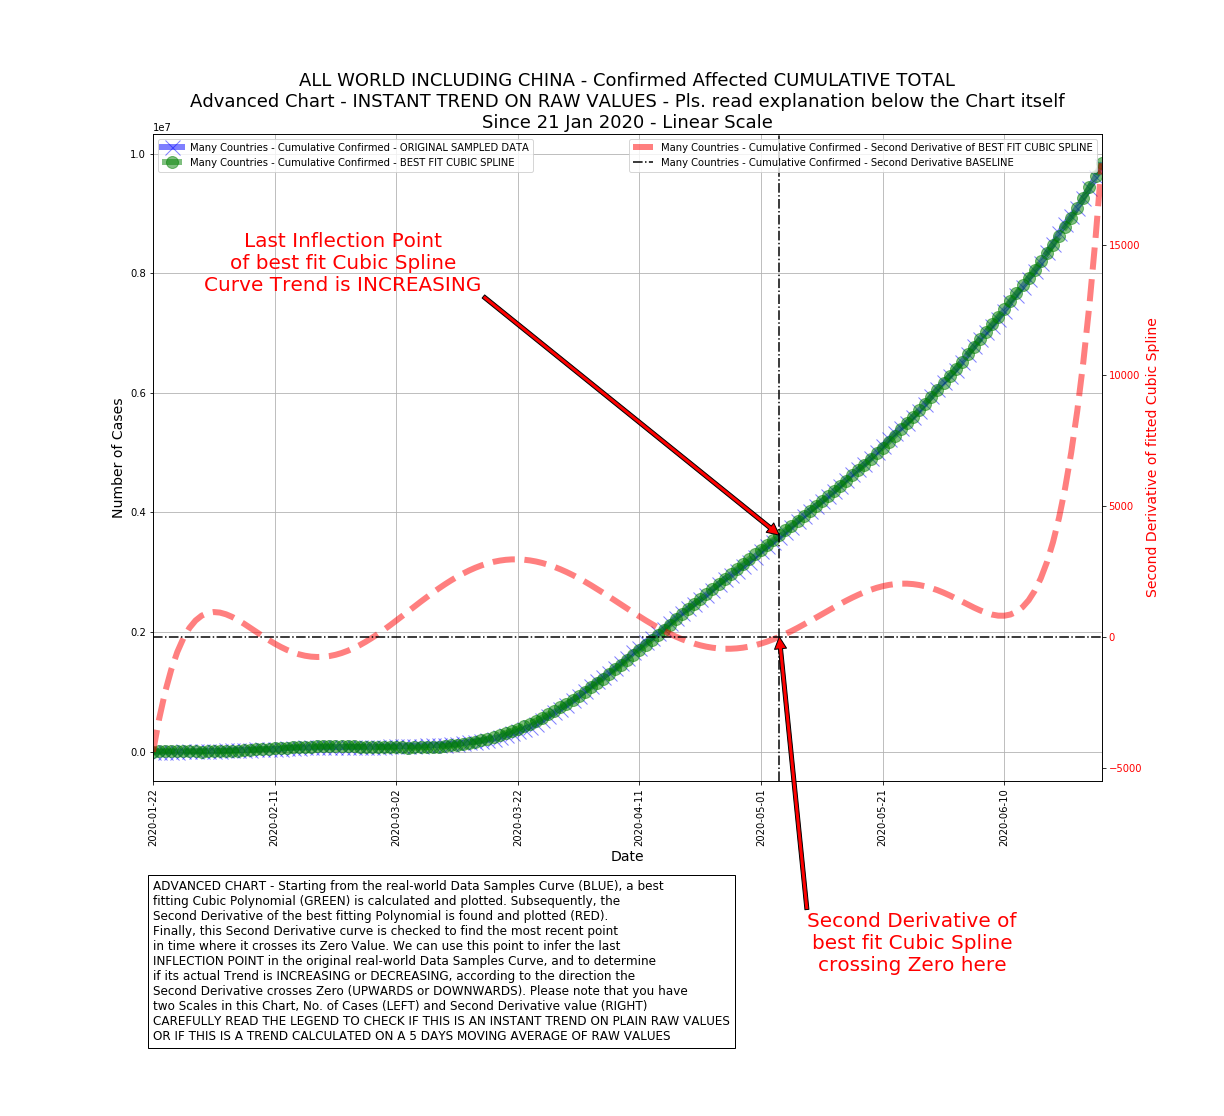 ALL WORLD INCLUDING CHINA - Confirmed Affected CUMULATIVE TOTAL
Advanced Chart - INSTANT TREND ON RAW VALUES - Pls. read explanation below the Chart itself
Since 21 Jan 2020 - Linear Scale
1e7
Many Countries - Cumulative Confirmed - ORIGINAL SAMPLED DATA
Many Countries - Cumulative Confirmed - BEST FIT CUBIC SPLINE
Many Countries - Cumulative Confirmed - Second Derivative of BEST FIT CUBIC SPLINE
Many Countries - Cumulative Confirmed - Second Derivative BASELINE
Last Inflection Point
of best fit Cubic Spline
Curve Trend is INCREASING
Number of Cases
1.0
0.8
0.6
0.4
0.2
0.0
15000
10000
5000
0
−5000
Second Derivative of fitted Cubic Spline
2020-01-22
2020-02-11
2020-03-02
2020-03-22
2020-04-11
2020-05-01
2020-05-21
2020-06-10
Date
Second Derivative of
best fit Cubic Spline
crossing Zero here
ADVANCED CHART - Starting from the real-world Data Samples Curve (BLUE), a best
fitting Cubic Polynomial (GREEN) is calculated and plotted. Subsequently, the
Second Derivative of the best fitting Polynomial is found and plotted (RED).
Finally, this Second Derivative curve is checked to find the most recent point
in time where it crosses its Zero Value. We can use this point to infer the last
INFLECTION POINT in the original real-world Data Samples Curve, and to determine
if its actual Trend is INCREASING or DECREASING, according to the direction the
Second Derivative crosses Zero (UPWARDS or DOWNWARDS). Please note that you have
two Scales in this Chart, No. of Cases (LEFT) and Second Derivative value (RIGHT)
CAREFULLY READ THE LEGEND TO CHECK IF THIS IS AN INSTANT TREND ON PLAIN RAW VALUES
OR IF THIS IS A TREND CALCULATED ON A 5 DAYS MOVING AVERAGE OF RAW VALUES